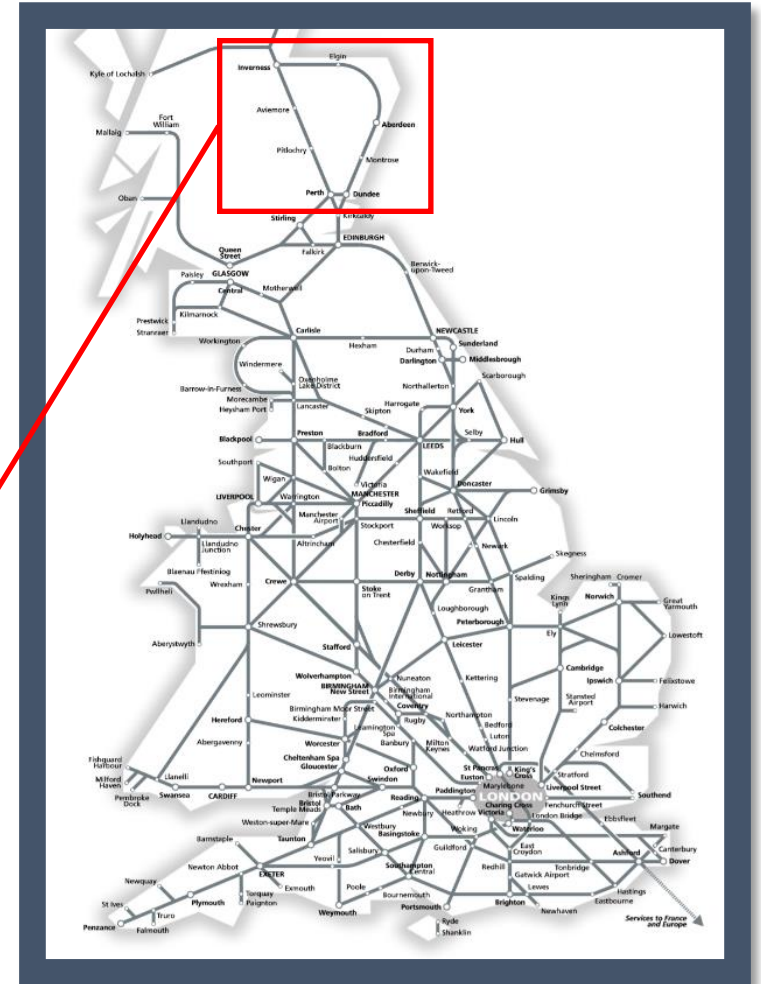 Elgin
Inverness
Kyle of Lochalsh
Aviemore
Fort
William
Aberdeen
Mallaig
Pitlochry
Montrose
Oban
Perth
Dundee
Stirling
Kirkcaldy
EDINBURGH
Queen
Street
Falkirk
Berwick-
upon-Tweed
Paisley
GLASGOW
Central
Motherwell
Prestwick
Kilmarnock
Stranraer
Carlisle
NEWCASTLE
Workington
Hexham
Sunderland
Durham
Darlington
Middlesbrough
Windermere
Scarborough
Oxenholme
Lake District
Barrow-in-Furness
Northallerton
Morecambe
Heysham Port
Lancaster
Harrogate
York
Skipton
Blackpool
Preston
Bradford
Selby
Hull
Blackburn
LEEDS
Huddersfield
Southport
Bolton
Wakefield
Wigan
Victoria
Doncaster
MANCHESTER
Grimsby
LIVERPOOL
Warrington
Piccadilly
Manchester
Airport
Sheffield
Retford
Llandudno
Lincoln
Holyhead
Chester
Stockport
Worksop
Llandudno
Junction
Altrincham
Chesterfield
Newark
Skegness
Blaenau Ffestiniog
Derby
Nottingham
Sheringham
Cromer
Pwllheli
Wrexham
Crewe
Stoke
on Trent
Grantham
Spalding
Kings
Lynn
Norwich
Great
Yarmouth
Loughborough
Peterborough
Aberystwyth
Shrewsbury
Ely
Lowestoft
Stafford
Leicester
Wolverhampton
Cambridge
BIRMINGHAM
New Street
Nuneaton
Kettering
Ipswich
Felixstowe
Leominster
Birmingham
International
Stansted
Airport
Birmingham Moor Street
Coventry
Stevenage
Harwich
Hereford
Kidderminster
Rugby
Northampton
Leamington
Spa
Bedford
Colchester
Abergavenny
Worcester
Banbury
Milton
Keynes
Luton
Cheltenham Spa
Watford Junction
Chelmsford
Fishguard
Harbour
Gloucester
Oxford
St Pancras
King's
Cross
Milford
Haven
Llanelli
Newport
Swindon
Euston
Stratford
Marylebone
Pembroke
Dock
Swansea
CARDIFF
Bristol Parkway
Paddington
LONDON
Liverpool Street
Southend
Bristol
Temple Meads
Bath
Reading
Charing Cross
Fenchurch Street
Weston-super-Mare
Newbury
Heathrow
Victoria
London Bridge
Ebbsfleet
Barnstaple
Taunton
Westbury
Basingstoke
Woking
Waterloo
Margate
Newton Abbot
Yeovil
Salisbury
Guildford
East
Croydon
Canterbury
EXETER
Southampton
Central
Redhill
Tonbridge
Ashford
Dover
Newquay
Exmouth
Poole
Gatwick Airport
Torquay
Paignton
Bournemouth
Lewes
Hastings
St Ives
Plymouth
Eastbourne
Truro
Weymouth
Portsmouth
Brighton
Newhaven
Penzance
Falmouth
Ryde
Shanklin
Services to France
and Europe